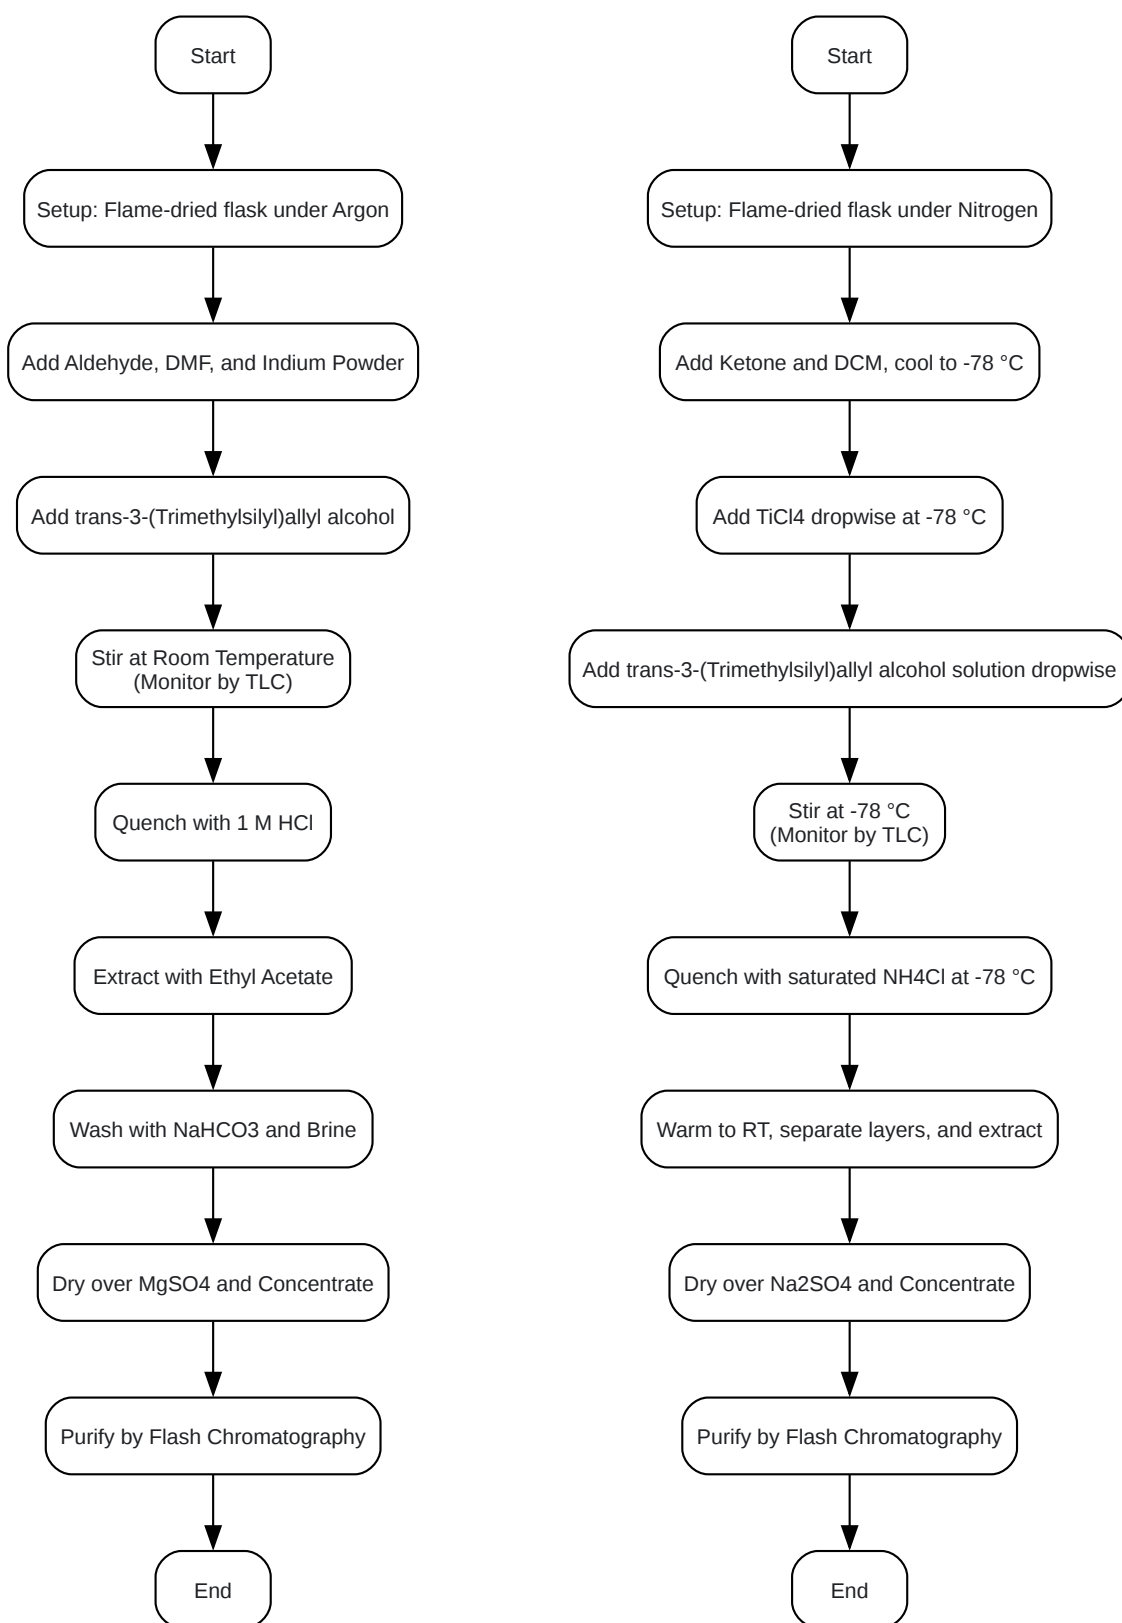 Start
Setup: Flame-dried flask under Argon
Add Aldehyde, DMF, and Indium Powder
Add trans-3-(Trimethylsilyl)allyl alcohol
Stir at Room Temperature
(Monitor by TLC)
Quench with 1 M HCl
Extract with Ethyl Acetate
Wash with NaHCO3 and Brine
Dry over MgSO4 and Concentrate
Purify by Flash Chromatography
End
Start
Setup: Flame-dried flask under Nitrogen
Add Ketone and DCM, cool to -78 °C
Add TiCl4 dropwise at -78 °C
Add trans-3-(Trimethylsilyl)allyl alcohol solution dropwise
Stir at -78 °C
(Monitor by TLC)
Quench with saturated NH4Cl at -78 °C
Warm to RT, separate layers, and extract
Dry over Na2SO4 and Concentrate
Purify by Flash Chromatography
End